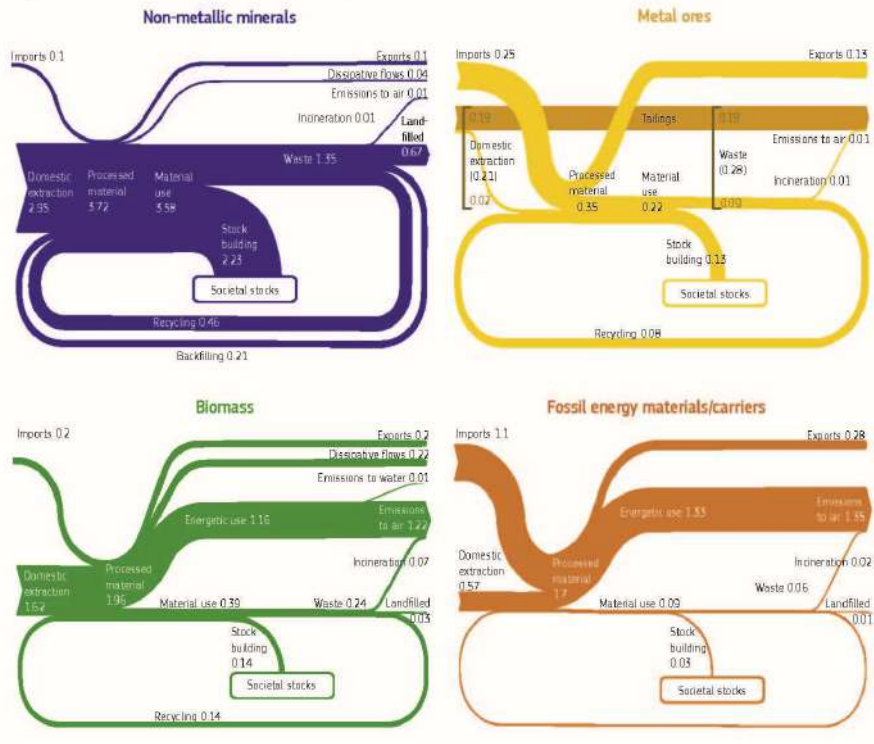 Non-metallic minerals
Imports 0.1
Exports 0.1
Dissipative flows 0.04
Emissions to air 0.01
Incineration 0.01
Land-
filled
0.67
Waste 1.35
Domestic
extraction
2.95
Processed
material
3.72
Material
use
3.58
Stock
building
2.23
Societal stocks
Recycling 0.46
Backfilling 0.21
Metal ores
Imports 0.25
Exports 0.13
0.19
Tailings
0.19
Emissions to air 0.01
Domestic
extraction
(0.21)
0.02
Waste
(0.28)
0.09
Incineration 0.01
Processed
material
0.35
Material
use
0.22
Stock
building 0.13
Societal stocks
Recycling 0.08
Biomass
Imports 0.2
Exports 0.2
Dissipative flows 0.22
Emissions to water 0.01
Energetic use 1.16
Emissions
to air 1.22
Incineration 0.07
Domestic
extraction
1.62
Processed
material
1.96
Material use 0.39
Waste 0.24
Landfilled
0.03
Stock
building
0.14
Societal stocks
Recycling 0.14
Fossil energy materials/carriers
Imports 1.1
Exports 0.28
Energetic use 1.33
Emissions
to air 1.35
Incineration 0.02
Domestic
extraction
0.57
Processed
material
1.7
Waste 0.06
Material use 0.09
Landfilled
0.01
Stock
building
0.03
Societal stocks